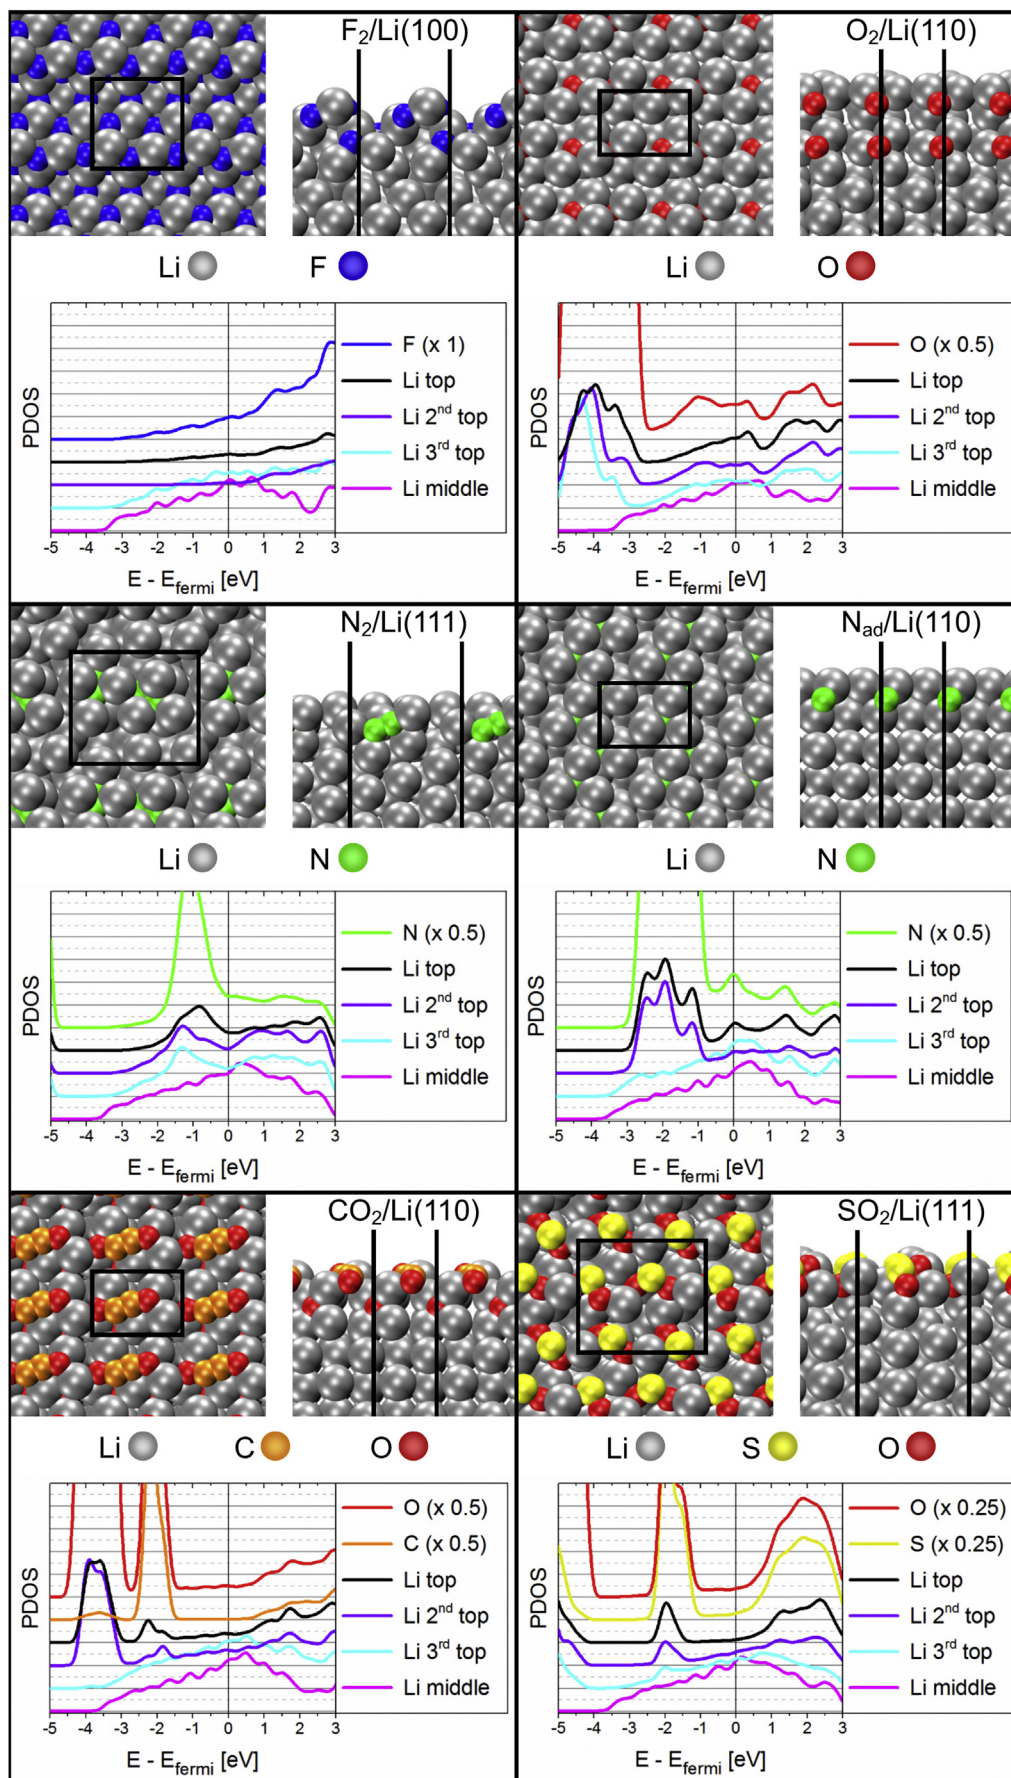 F₂/Li(100)
Li F
PDOS
F (x 1)
Li top
Li 2ⁿᵈ top
Li 3ʳᵈ top
Li middle
-5 -4 -3 -2 -1 0 1 2 3
E - E_fermi [eV]
O₂/Li(110)
Li O
PDOS
O (x 0.5)
Li top
Li 2ⁿᵈ top
Li 3ʳᵈ top
Li middle
-5 -4 -3 -2 -1 0 1 2 3
E - E_fermi [eV]
N₂/Li(111)
Li N
PDOS
N (x 0.5)
Li top
Li 2ⁿᵈ top
Li 3ʳᵈ top
Li middle
-5 -4 -3 -2 -1 0 1 2 3
E - E_fermi [eV]
N_ad/Li(110)
Li N
PDOS
N (x 0.5)
Li top
Li 2ⁿᵈ top
Li 3ʳᵈ top
Li middle
-5 -4 -3 -2 -1 0 1 2 3
E - E_fermi [eV]
CO₂/Li(110)
Li C O
PDOS
O (x 0.5)
C (x 0.5)
Li top
Li 2ⁿᵈ top
Li 3ʳᵈ top
Li middle
-5 -4 -3 -2 -1 0 1 2 3
E - E_fermi [eV]
SO₂/Li(111)
Li S O
PDOS
O (x 0.25)
S (x 0.25)
Li top
Li 2ⁿᵈ top
Li 3ʳᵈ top
Li middle
-5 -4 -3 -2 -1 0 1 2 3
E - E_fermi [eV]